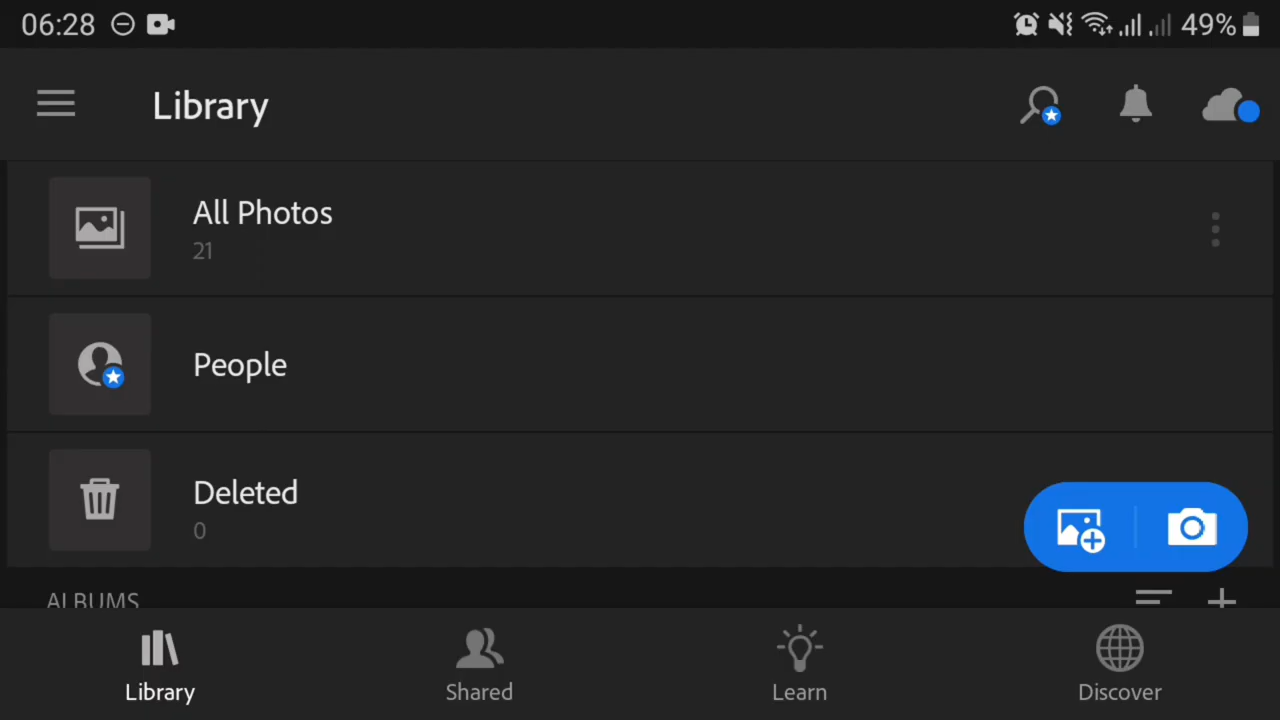 06:28 49%
Library
All Photos
21
People
Deleted
0
ALBUMS
Library Shared Learn Discover